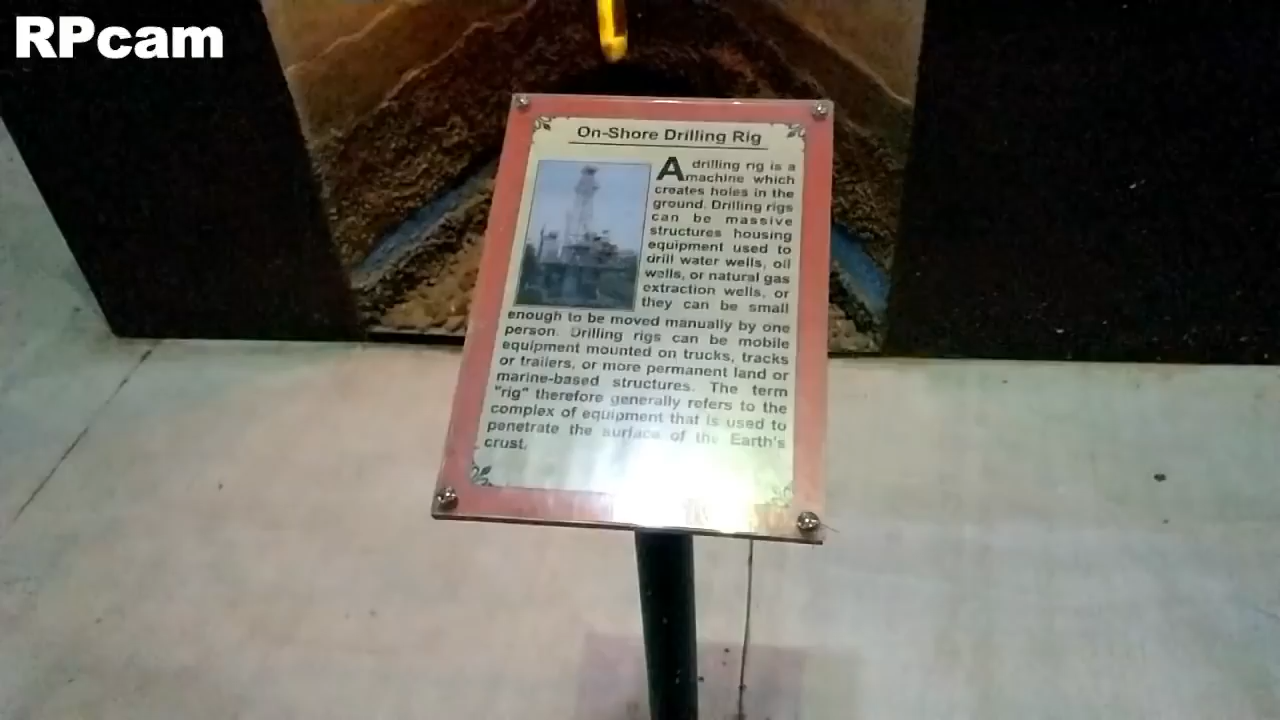 RPcam
On-Shore Drilling Rig
A drilling rig is a
machine which
creates holes in the
ground. Drilling rigs
can be massive
structures housing
equipment used to
drill water wells, oil
wells, or natural gas
extraction wells, or
they can be small
enough to be moved manually by one
person. Drilling rigs can be mobile
equipment mounted on trucks, tracks
or trailers, or more permanent land or
marine-based structures. The term
"rig" therefore generally refers to the
complex of equipment that is used to
penetrate the surface of the Earth's
crust.